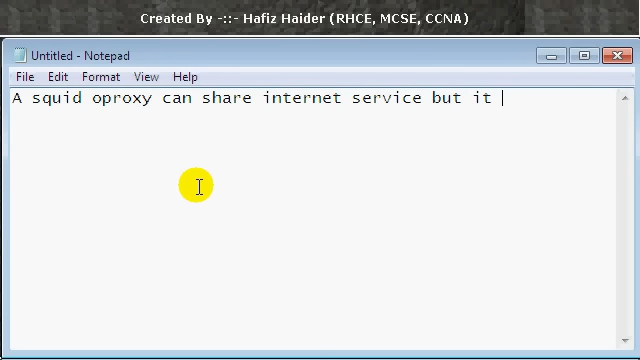 Created By -::- Hafiz Haider (RHCE, MCSE, CCNA)
Untitled - Notepad
File Edit Format View Help
A squid oproxy can share internet service but it